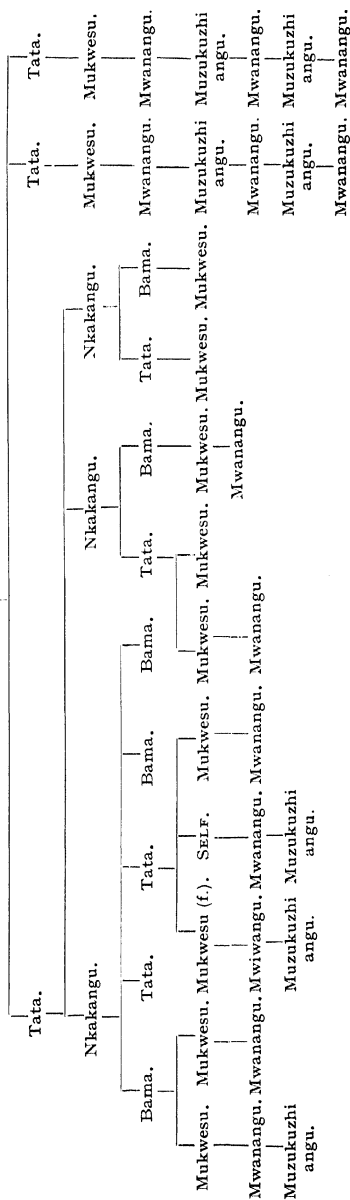 Tata. Tata. Tata.
Nkakangu. Nkakangu. Nkakangu. Mukwesu. Mukwesu.
Bama. Tata. Tata. Bama. Bama. Tata. Bama. Tata. Bama. Mwanangu. Mwanangu.
Mukwesu. Mukwesu. Mukwesu (f.). SELF. Mukwesu. Mukwesu. Mukwesu. Mukwesu. Mukwesu. Mukwesu. Muzukuzhi Muzukuzhi
angu. angu.
Mwanangu. Mwanangu. Mwiwangu. Mwanangu. Mwanangu. Mwanangu. Mwanangu. Mwanangu. Mwanangu.
Muzukuzhi Muzukuzhi Muzukuzhi Muzukuzhi Muzukuzhi
angu. angu. angu. angu. angu.
Mwanangu. Mwanangu.